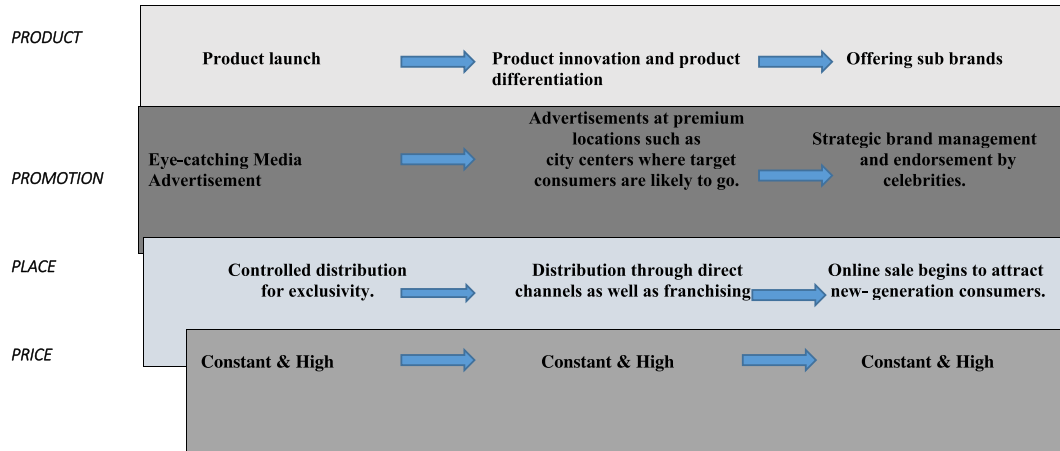 PRODUCT
Product launch
Product innovation and product
differentiation
Offering sub brands
PROMOTION
Eye-catching Media
Advertisement
Advertisements at premium
locations such as
city centers where target
consumers are likely to go.
Strategic brand management
and endorsement by
celebrities.
PLACE
Controlled distribution
for exclusivity.
Distribution through direct
channels as well as franchising
Online sale begins to attract
new- generation consumers.
PRICE
Constant & High
Constant & High
Constant & High